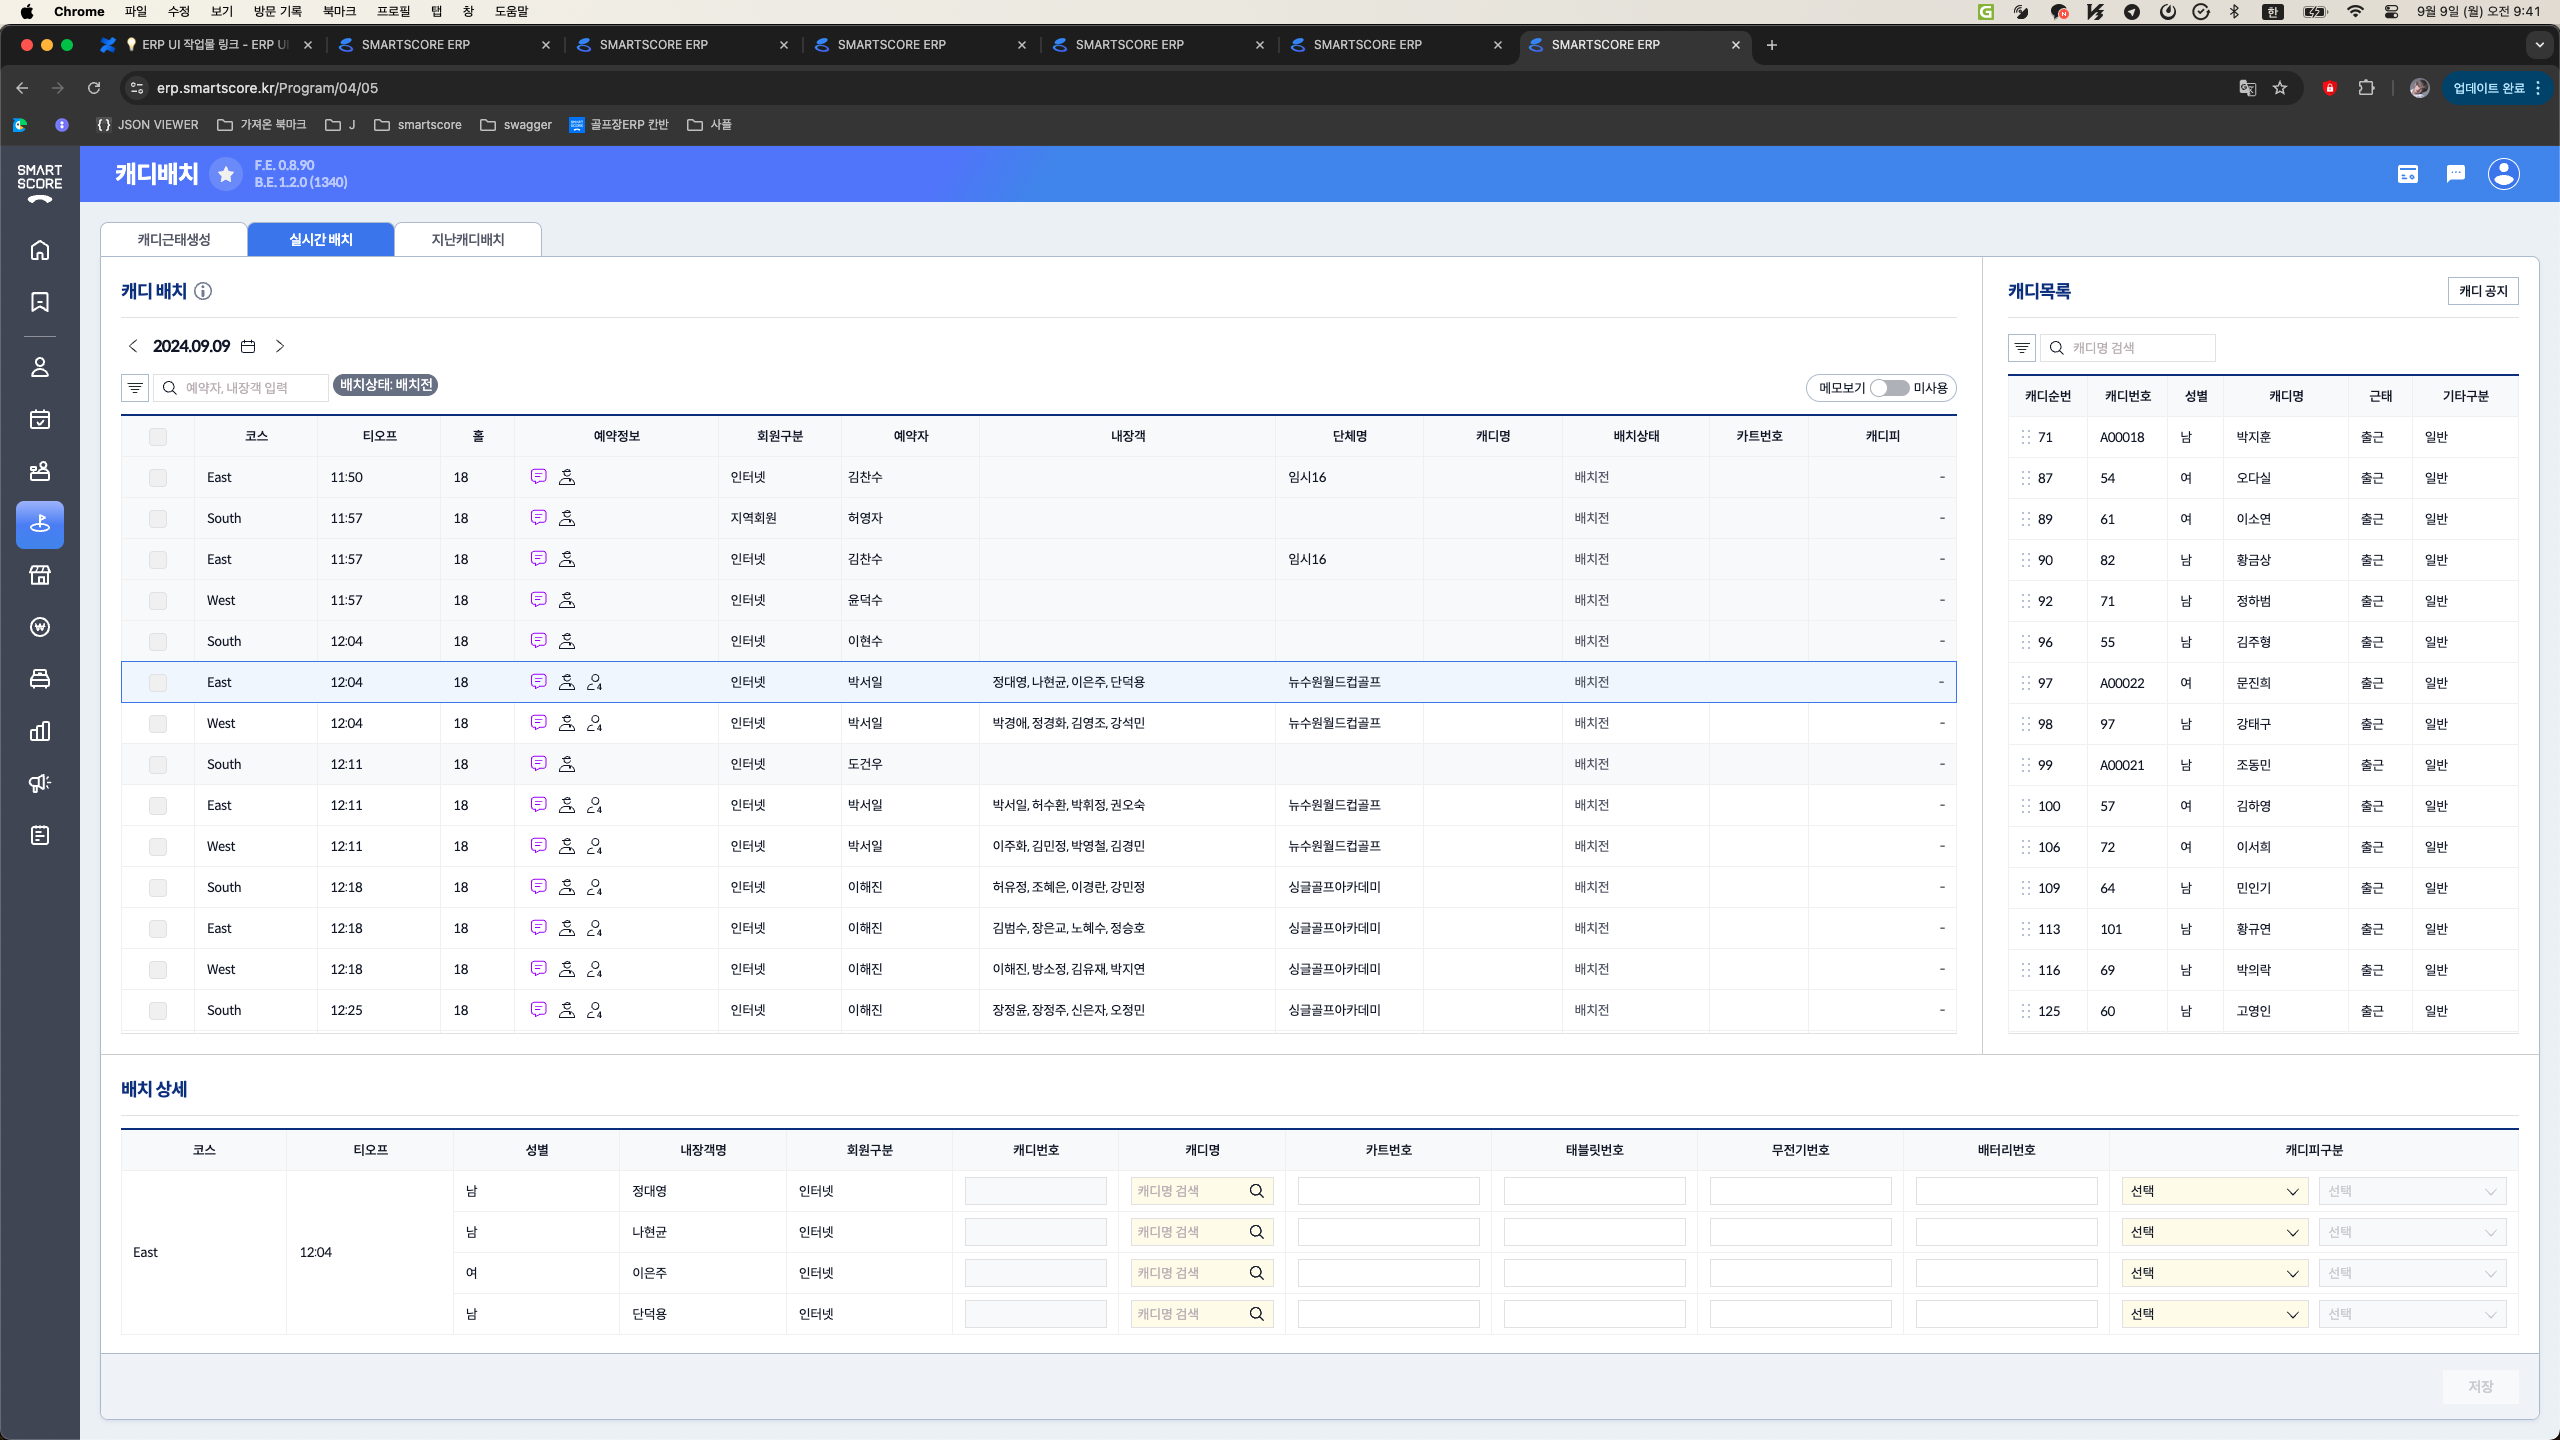 Chrome 파일 수정 보기 방문 기록 북마크 프로필 탭 창 도움말 한 9월 9일 (월) 오전 9:41
ERP UI 작업물 링크 - ERP UI SMARTSCORE ERP SMARTSCORE ERP SMARTSCORE ERP SMARTSCORE ERP SMARTSCORE ERP SMARTSCORE ERP
erp.smartscore.kr/Program/04/05 업데이트 완료
JSON VIEWER 가져온 북마크 J smartscore swagger 골프장ERP 칸반 사플
SMART SCORE
캐디배치
F.E. 0.8.90
B.E. 1.2.0 (1340)
캐디근태생성 실시간 배치 지난캐디배치
캐디 배치
2024.09.09
예약자, 내장객 입력 배치상태: 배치전 메모보기 미사용
코스 티오프 홀 예약정보 회원구분 예약자 내장객 단체명 캐디명 배치상태 카트번호 캐디피
East 11:50 18 인터넷 김찬수 임시16 배치전 -
South 11:57 18 지역회원 허영자 배치전 -
East 11:57 18 인터넷 김찬수 임시16 배치전 -
West 11:57 18 인터넷 윤덕수 배치전 -
South 12:04 18 인터넷 이현수 배치전 -
East 12:04 18 4 인터넷 박서일 정대영, 나현균, 이은주, 단덕용 뉴수원월드컵골프 배치전 -
West 12:04 18 4 인터넷 박서일 박경애, 정경화, 김영조, 강석민 뉴수원월드컵골프 배치전 -
South 12:11 18 인터넷 도건우 배치전 -
East 12:11 18 4 인터넷 박서일 박서일, 허수환, 박휘정, 권오숙 뉴수원월드컵골프 배치전 -
West 12:11 18 4 인터넷 박서일 이주화, 김민정, 박영철, 김경민 뉴수원월드컵골프 배치전 -
South 12:18 18 4 인터넷 이해진 허유정, 조혜은, 이경란, 강민정 싱글골프아카데미 배치전 -
East 12:18 18 4 인터넷 이해진 김범수, 장은교, 노혜수, 정승호 싱글골프아카데미 배치전 -
West 12:18 18 4 인터넷 이해진 이해진, 방소정, 김유재, 박지연 싱글골프아카데미 배치전 -
South 12:25 18 4 인터넷 이해진 장정윤, 장정주, 신은자, 오정민 싱글골프아카데미 배치전 -
캐디목록 캐디 공지
캐디명 검색
캐디순번 캐디번호 성별 캐디명 근태 기타구분
71 A00018 남 박지훈 출근 일반
87 54 여 오다실 출근 일반
89 61 여 이소연 출근 일반
90 82 남 황금상 출근 일반
92 71 남 정하범 출근 일반
96 55 남 김주형 출근 일반
97 A00022 여 문진희 출근 일반
98 97 남 강태구 출근 일반
99 A00021 남 조동민 출근 일반
100 57 여 김하영 출근 일반
106 72 여 이서희 출근 일반
109 64 남 민인기 출근 일반
113 101 남 황규연 출근 일반
116 69 남 박의락 출근 일반
125 60 남 고영인 출근 일반
배치 상세
코스 티오프 성별 내장객명 회원구분 캐디번호 캐디명 카트번호 태블릿번호 무전기번호 배터리번호 캐디피구분
East 12:04
남 정대영 인터넷 캐디명 검색 선택 선택
남 나현균 인터넷 캐디명 검색 선택 선택
여 이은주 인터넷 캐디명 검색 선택 선택
남 단덕용 인터넷 캐디명 검색 선택 선택
저장